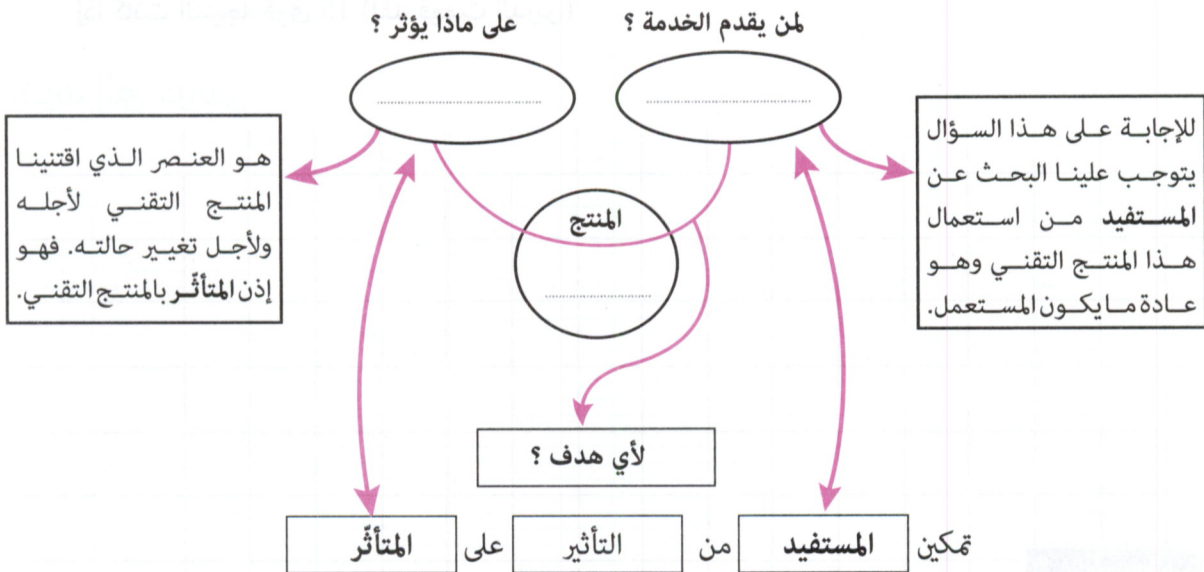 لمن يقدم الخدمة ؟
على ماذا يؤثر ؟
للإجابة على هذا السؤال
يتوجب علينا البحث عن
المستفيد من استعمال
هذا المنتج التقني وهو
عادة ما يكون المستعمل.
هو العنصر الذي اقتنينا
المنتج التقني لأجله
ولأجل تغيير حالته. فهو
إذن المتأثّر بالمنتج التقني.
المنتج
لأي هدف ؟
تمكين المستفيد من التأثير على المتأثّر